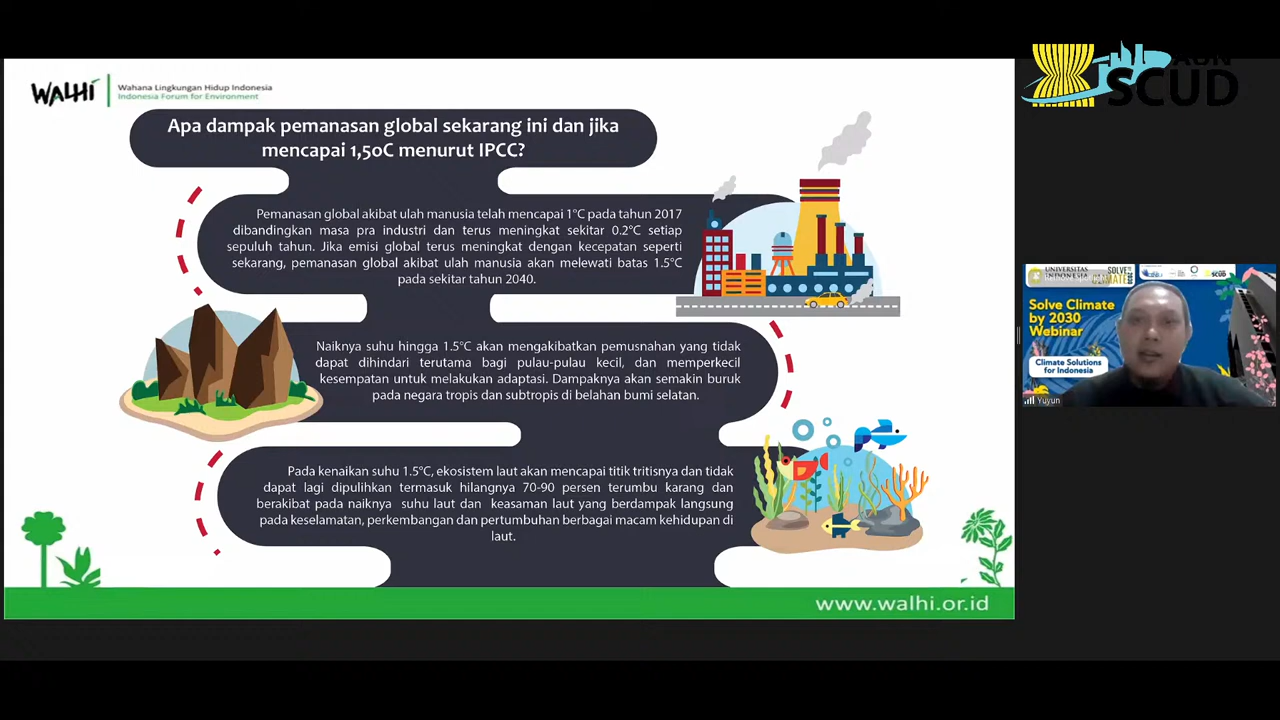 WALHI
Wahana Lingkungan Hidup Indonesia
Indonesia Forum for Environment
Apa dampak pemanasan global sekarang ini dan jika
mencapai 1,5oC menurut IPCC?
Pemanasan global akibat ulah manusia telah mencapai 1°C pada tahun 2017
dibandingkan masa pra industri dan terus meningkat sekitar 0.2°C setiap
sepuluh tahun. Jika emisi global terus meningkat dengan kecepatan seperti
sekarang, pemanasan global akibat ulah manusia akan melewati batas 1.5°C
pada sekitar tahun 2040.
Naiknya suhu hingga 1.5°C akan mengakibatkan pemusnahan yang tidak
dapat dihindari terutama bagi pulau-pulau kecil, dan memperkecil
kesempatan untuk melakukan adaptasi. Dampaknya akan semakin buruk
pada negara tropis dan subtropis di belahan bumi selatan.
Pada kenaikan suhu 1.5°C, ekosistem laut akan mencapai titik tritisnya dan tidak
dapat lagi dipulihkan termasuk hilangnya 70-90 persen terumbu karang dan
berakibat pada naiknya suhu laut dan keasaman laut yang berdampak langsung
pada keselamatan, perkembangan dan pertumbuhan berbagai macam kehidupan di
laut.
www.walhi.or.id
AUN
SCUD
UNIVERSITAS
INDONESIA
SOLVE
CLIMATE
Solve Climate
by 2030
Webinar
Climate Solutions
for Indonesia
Yuyun